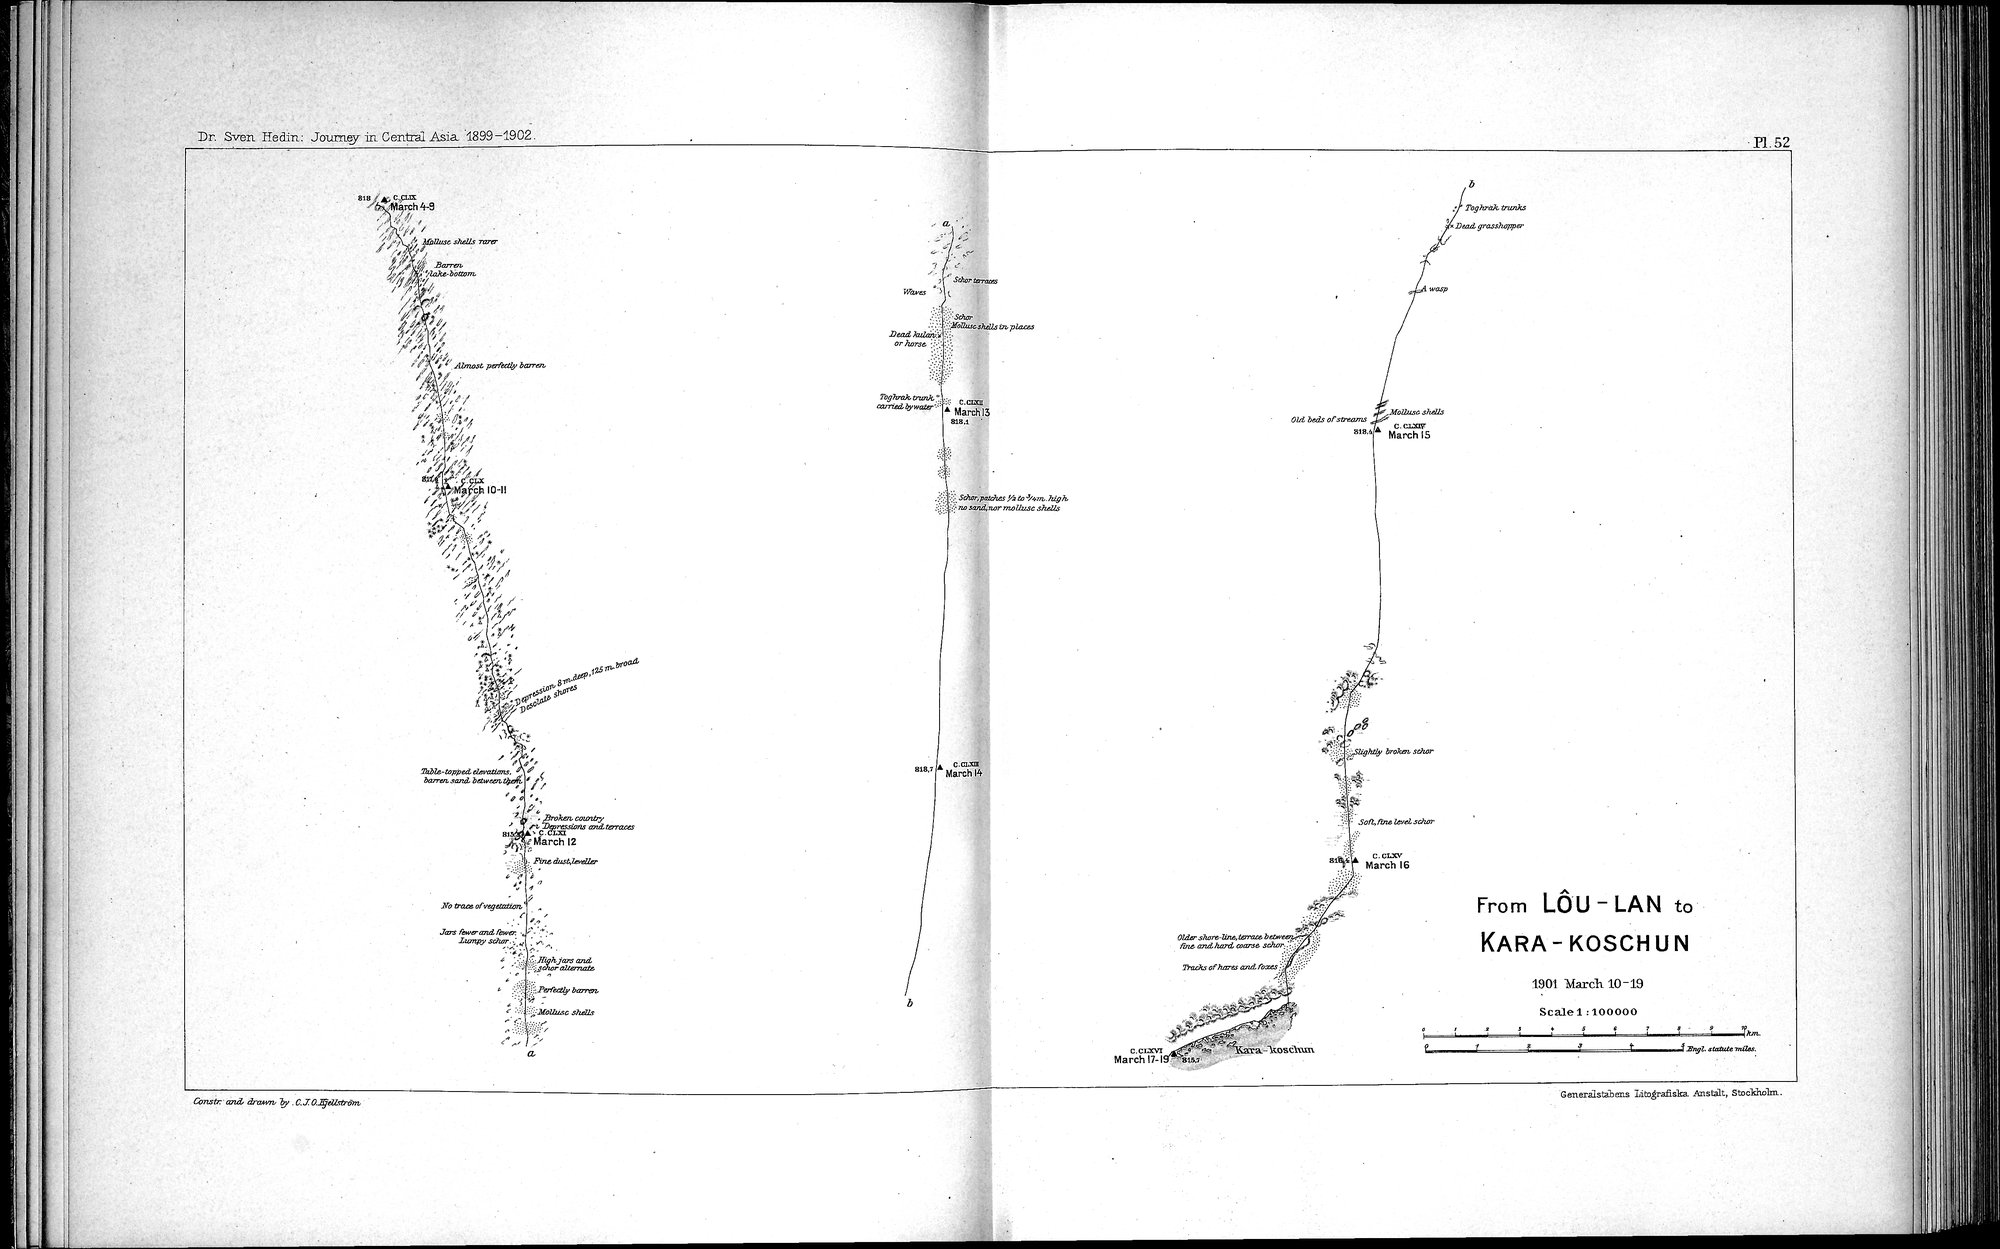 Dr. Sven Hedin: Journey in Central Asia 1899-1902.
Pl. 52
818
C. CLIX
March 4-9
Mollusc shells rarer
Barren
lake-bottom
Almost perfectly barren
C. CLX
March 10-11
Depression 8 m. deep, 125 m. broad
Desolate shores
Table-topped elevations,
barren sand between them
Broken country
Depressions and terraces
C. CLXI
March 12
Fine dust, leveller
No trace of vegetation
Jars fewer and fewer.
Lumpy schor
High jars and
schor alternate
Perfectly barren
Mollusc shells
a
a
Schor terraces
Waves
Schor
Mollusc shells in places
Dead kulan
or horse
Toghrak trunk
carried by water
C. CLXII
March 13
818.1
Schor, patches 1/2 to 3/4 m. high
no sand, nor mollusc shells
818.7
C. CLXIII
March 14
b
b
Toghrak trunks
Dead grasshopper
A wasp
Mollusc shells
Old beds of streams
818.4
C. CLXIV
March 15
Slightly broken schor
Soft, fine level schor
C. CLXV
March 16
Older shore-line, terrace between
fine and hard coarse schor
Tracks of hares and foxes
Kara-koschun
C. CLXVI
March 17-19
815.7
From LÔU-LAN to
KARA-KOSCHUN
1901 March 10-19
Scale 1:100000
0 1 2 3 4 5 6 7 8 9 10 km.
0 1 2 3 4 5 Engl. statute miles.
Constr. and drawn by C.J.O. Kjellström
Generalstabens Litografiska Anstalt, Stockholm.